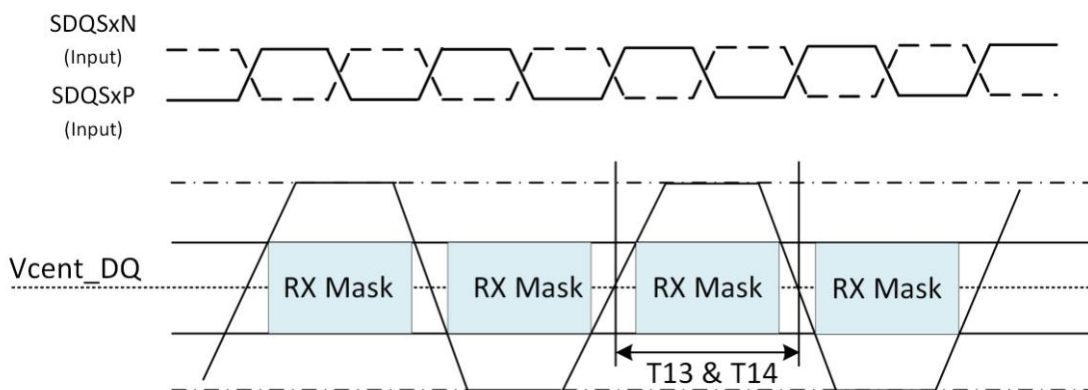 SDQSxN
(Input)
SDQSxP
(Input)
Vcent_DQ
RX Mask RX Mask RX Mask RX Mask
T13 & T14